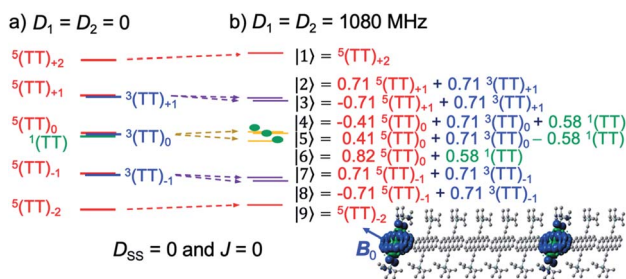 a) D₁ = D₂ = 0 b) D₁ = D₂ = 1080 MHz
⁵(TT)₊₂ |1⟩ = ⁵(TT)₊₂
⁵(TT)₊₁ ³(TT)₊₁ |2⟩ = 0.71 ⁵(TT)₊₁ + 0.71 ³(TT)₊₁
|3⟩ = -0.71 ⁵(TT)₊₁ + 0.71 ³(TT)₊₁
⁵(TT)₀ |4⟩ = -0.41 ⁵(TT)₀ + 0.71 ³(TT)₀ + 0.58 ¹(TT)
¹(TT) ³(TT)₀ |5⟩ = 0.41 ⁵(TT)₀ + 0.71 ³(TT)₀ − 0.58 ¹(TT)
|6⟩ = 0.82 ⁵(TT)₀ + 0.58 ¹(TT)
⁵(TT)₋₁ ³(TT)₋₁ |7⟩ = 0.71 ⁵(TT)₋₁ + 0.71 ³(TT)₋₁
|8⟩ = -0.71 ⁵(TT)₋₁ + 0.71 ³(TT)₋₁
⁵(TT)₋₂ |9⟩ = ⁵(TT)₋₂
D_SS = 0 and J = 0 B₀